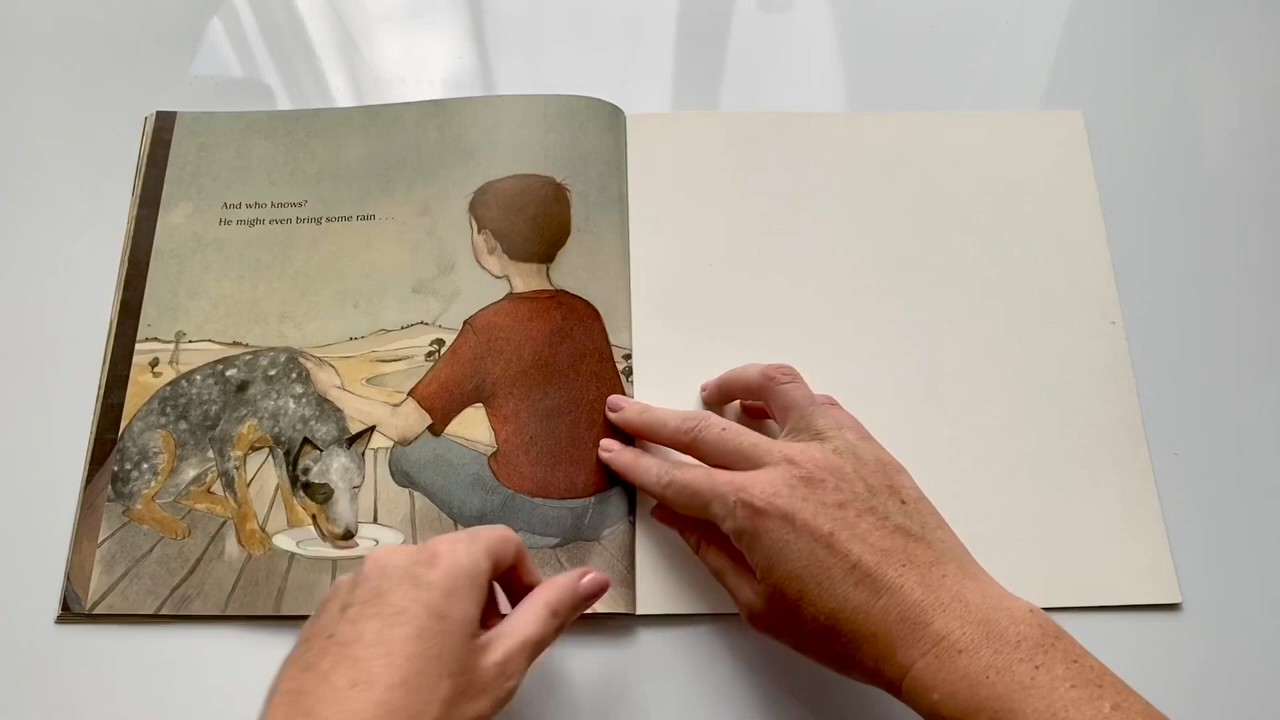 And who knows?
He might even bring some rain . . .